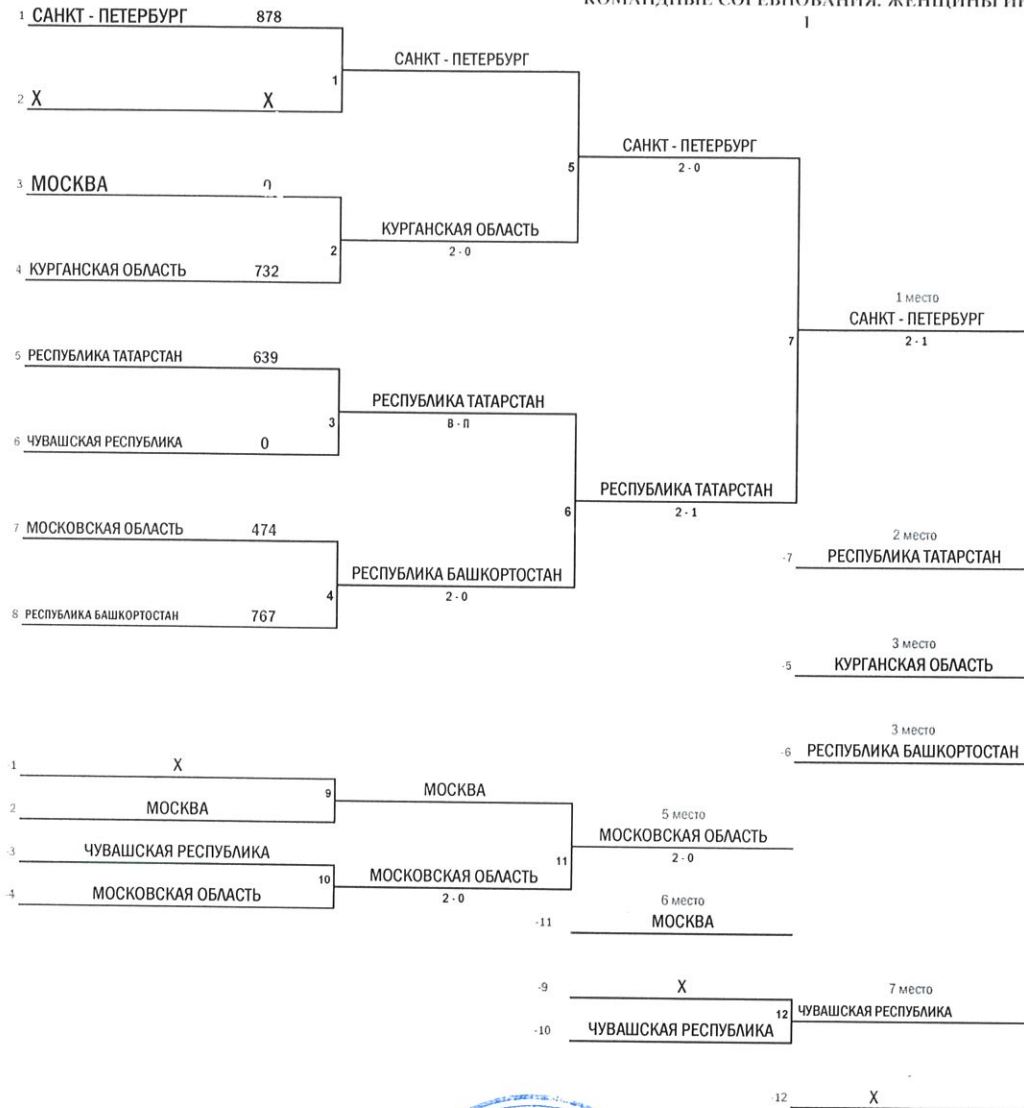 КОМАНДНЫЕ СОРЕВНОВАНИЯ. ЖЕНЩИНЫ
I
1 САНКТ - ПЕТЕРБУРГ 878
САНКТ - ПЕТЕРБУРГ
1
2 X X
САНКТ - ПЕТЕРБУРГ
5 2 - 0
3 МОСКВА 0
КУРГАНСКАЯ ОБЛАСТЬ
2 2 - 0
4 КУРГАНСКАЯ ОБЛАСТЬ 732
1 место
САНКТ - ПЕТЕРБУРГ
7 2 - 1
5 РЕСПУБЛИКА ТАТАРСТАН 639
РЕСПУБЛИКА ТАТАРСТАН
3 В - П
6 ЧУВАШСКАЯ РЕСПУБЛИКА 0
РЕСПУБЛИКА ТАТАРСТАН
6 2 - 1
7 МОСКОВСКАЯ ОБЛАСТЬ 474
2 место
-7 РЕСПУБЛИКА ТАТАРСТАН
РЕСПУБЛИКА БАШКОРТОСТАН
4 2 - 0
8 РЕСПУБЛИКА БАШКОРТОСТАН 767
3 место
-5 КУРГАНСКАЯ ОБЛАСТЬ
3 место
-6 РЕСПУБЛИКА БАШКОРТОСТАН
-1 X
МОСКВА
9
2 МОСКВА
5 место
МОСКОВСКАЯ ОБЛАСТЬ
11 2 - 0
-3 ЧУВАШСКАЯ РЕСПУБЛИКА
МОСКОВСКАЯ ОБЛАСТЬ
10 2 - 0
-4 МОСКОВСКАЯ ОБЛАСТЬ
6 место
-11 МОСКВА
-9 X
7 место
12 ЧУВАШСКАЯ РЕСПУБЛИКА
-10 ЧУВАШСКАЯ РЕСПУБЛИКА
-12 X